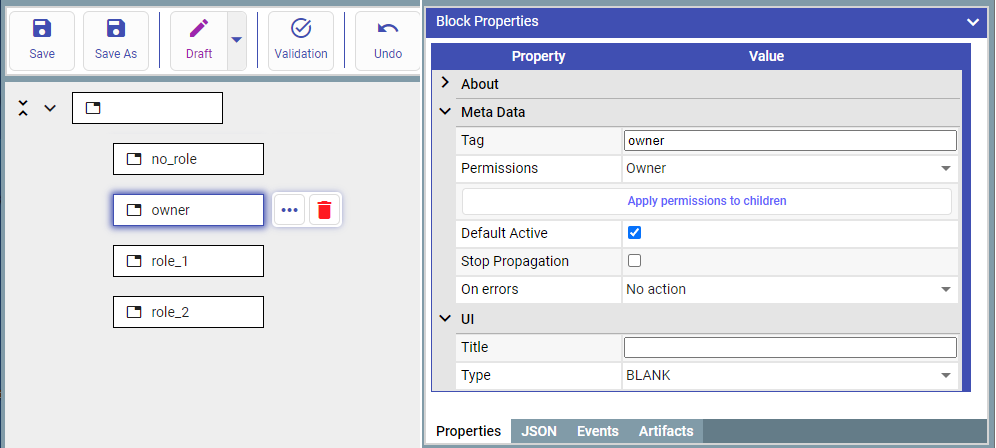 Save
Save As
Draft
Validation
Undo
no_role
owner
role_1
role_2
Block Properties
Property Value
About
Meta Data
Tag owner
Permissions Owner
Apply permissions to children
Default Active
Stop Propagation
On errors No action
UI
Title
Type BLANK
Properties JSON Events Artifacts